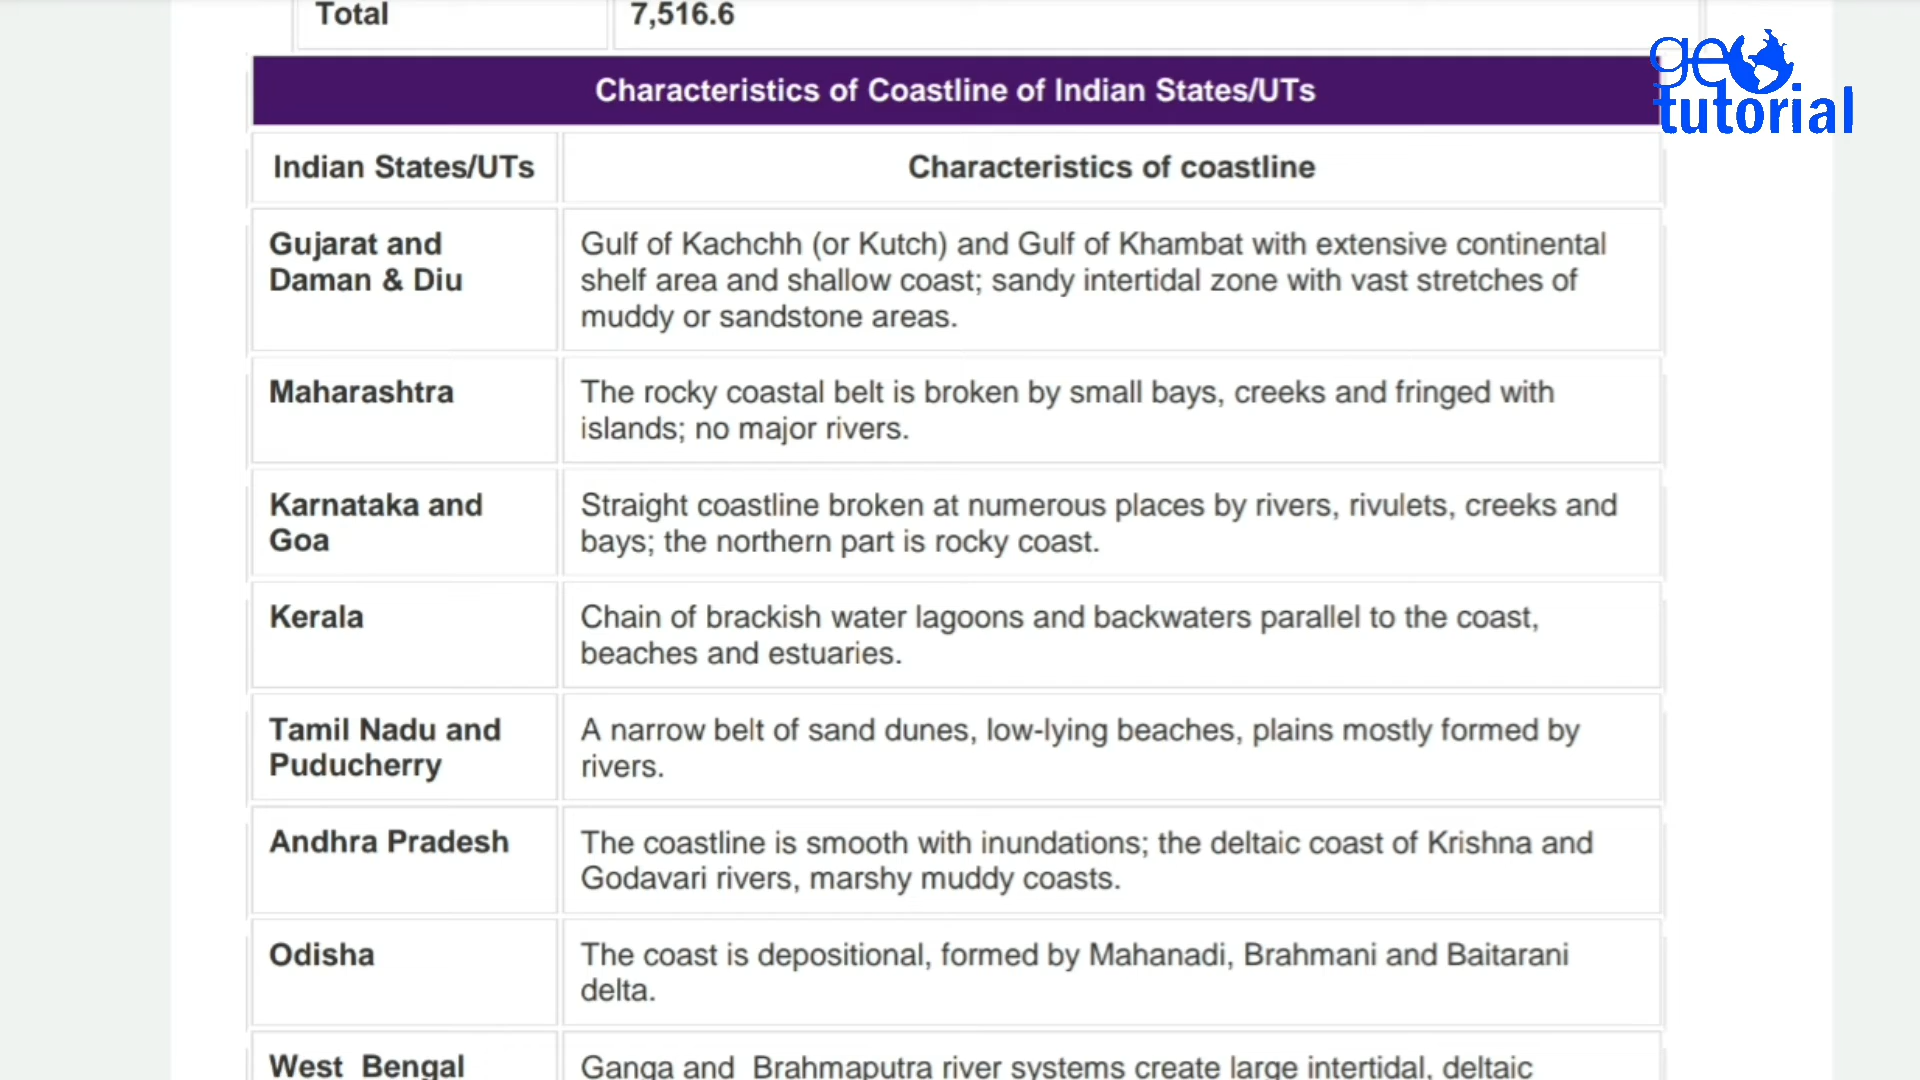 Total 7,516.6
geo
tutorial
Characteristics of Coastline of Indian States/UTs
Indian States/UTs Characteristics of coastline
Gujarat and
Daman & Diu
Gulf of Kachchh (or Kutch) and Gulf of Khambat with extensive continental
shelf area and shallow coast; sandy intertidal zone with vast stretches of
muddy or sandstone areas.
Maharashtra
The rocky coastal belt is broken by small bays, creeks and fringed with
islands; no major rivers.
Karnataka and
Goa
Straight coastline broken at numerous places by rivers, rivulets, creeks and
bays; the northern part is rocky coast.
Kerala
Chain of brackish water lagoons and backwaters parallel to the coast,
beaches and estuaries.
Tamil Nadu and
Puducherry
A narrow belt of sand dunes, low-lying beaches, plains mostly formed by
rivers.
Andhra Pradesh
The coastline is smooth with inundations; the deltaic coast of Krishna and
Godavari rivers, marshy muddy coasts.
Odisha
The coast is depositional, formed by Mahanadi, Brahmani and Baitarani
delta.
West Bengal
Ganga and Brahmaputra river systems create large intertidal, deltaic